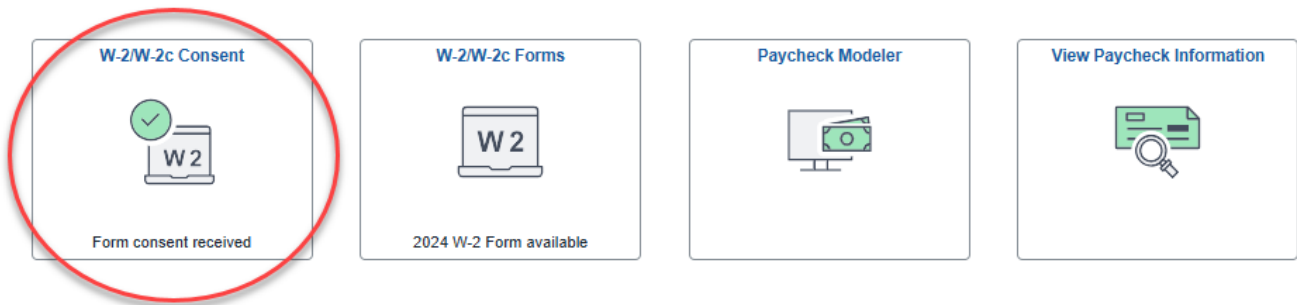 W-2/W-2c Consent
W 2
Form consent received
W-2/W-2c Forms
W 2
2024 W-2 Form available
Paycheck Modeler
View Paycheck Information